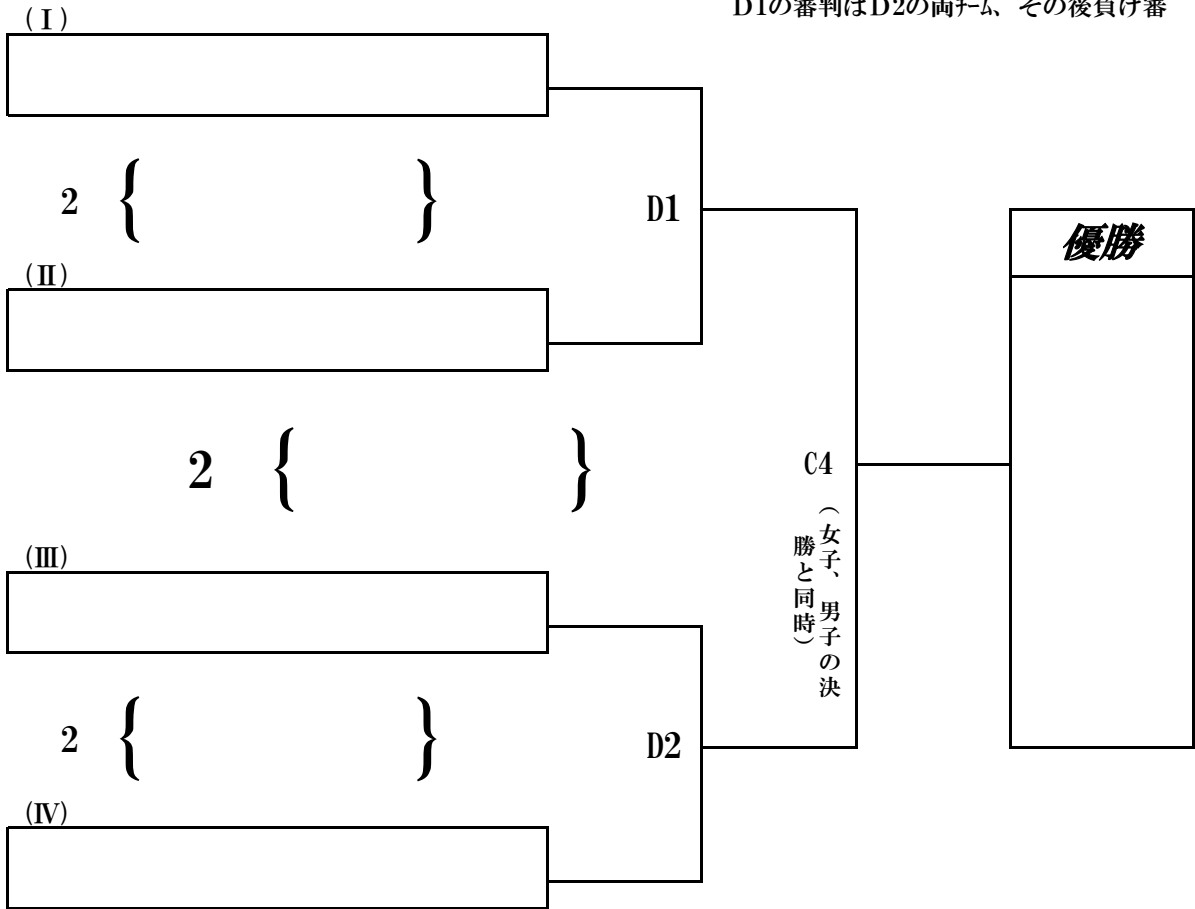 D1の審判はD2の両ﾁｰﾑ、その後負け審
(Ⅰ)
2 { }
D1
(Ⅱ)
優勝
2 { }
C4
(女子、男子の決
勝と同時)
(Ⅲ)
2 { }
D2
(Ⅳ)